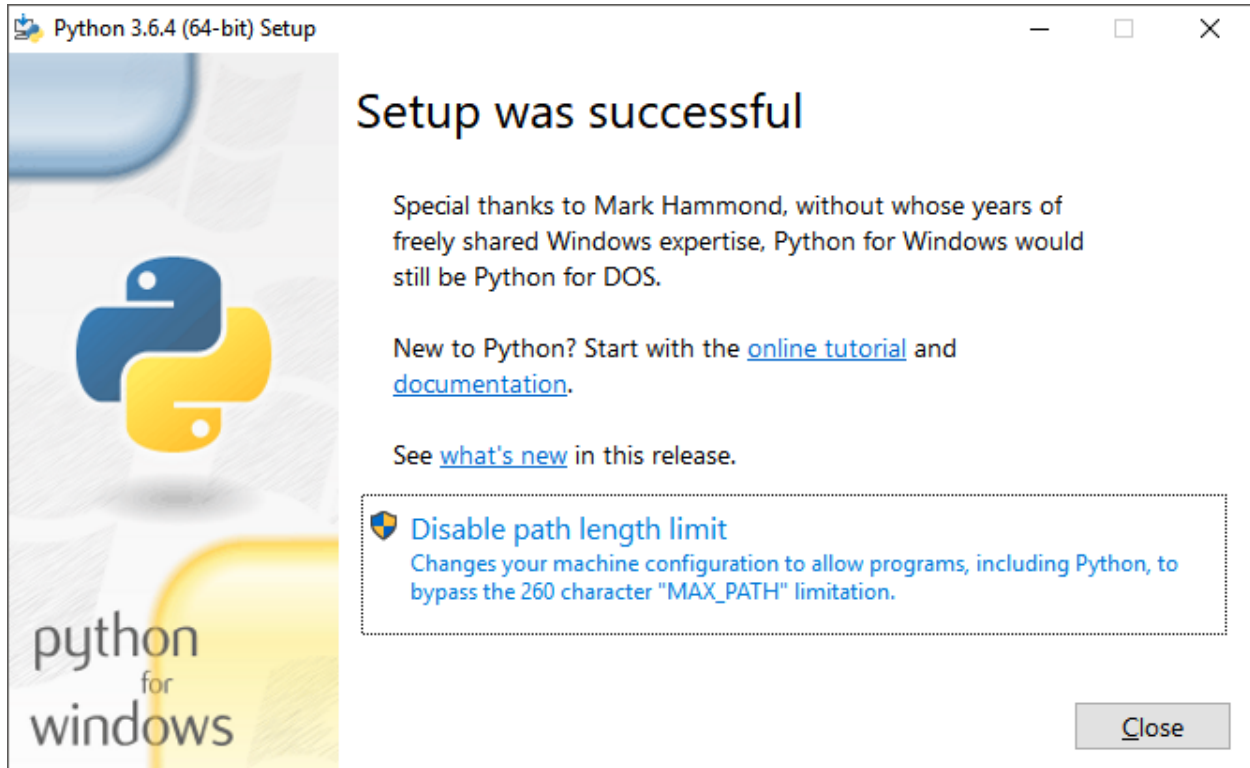 Python 3.6.4 (64-bit) Setup
Setup was successful
Special thanks to Mark Hammond, without whose years of
freely shared Windows expertise, Python for Windows would
still be Python for DOS.
New to Python? Start with the online tutorial and
documentation.
See what's new in this release.
Disable path length limit
Changes your machine configuration to allow programs, including Python, to
bypass the 260 character "MAX_PATH" limitation.
python
for
windows
Close